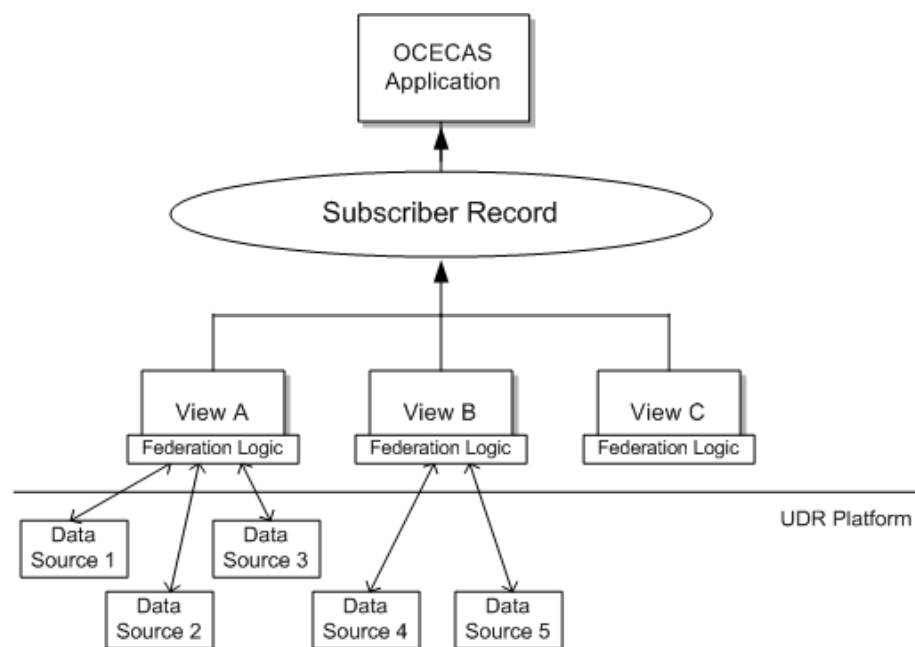 OCECAS
Application
Subscriber Record
View A
View B
View C
Federation Logic
Federation Logic
Federation Logic
UDR Platform
Data
Source 1
Data
Source 3
Data
Source 2
Data
Source 4
Data
Source 5